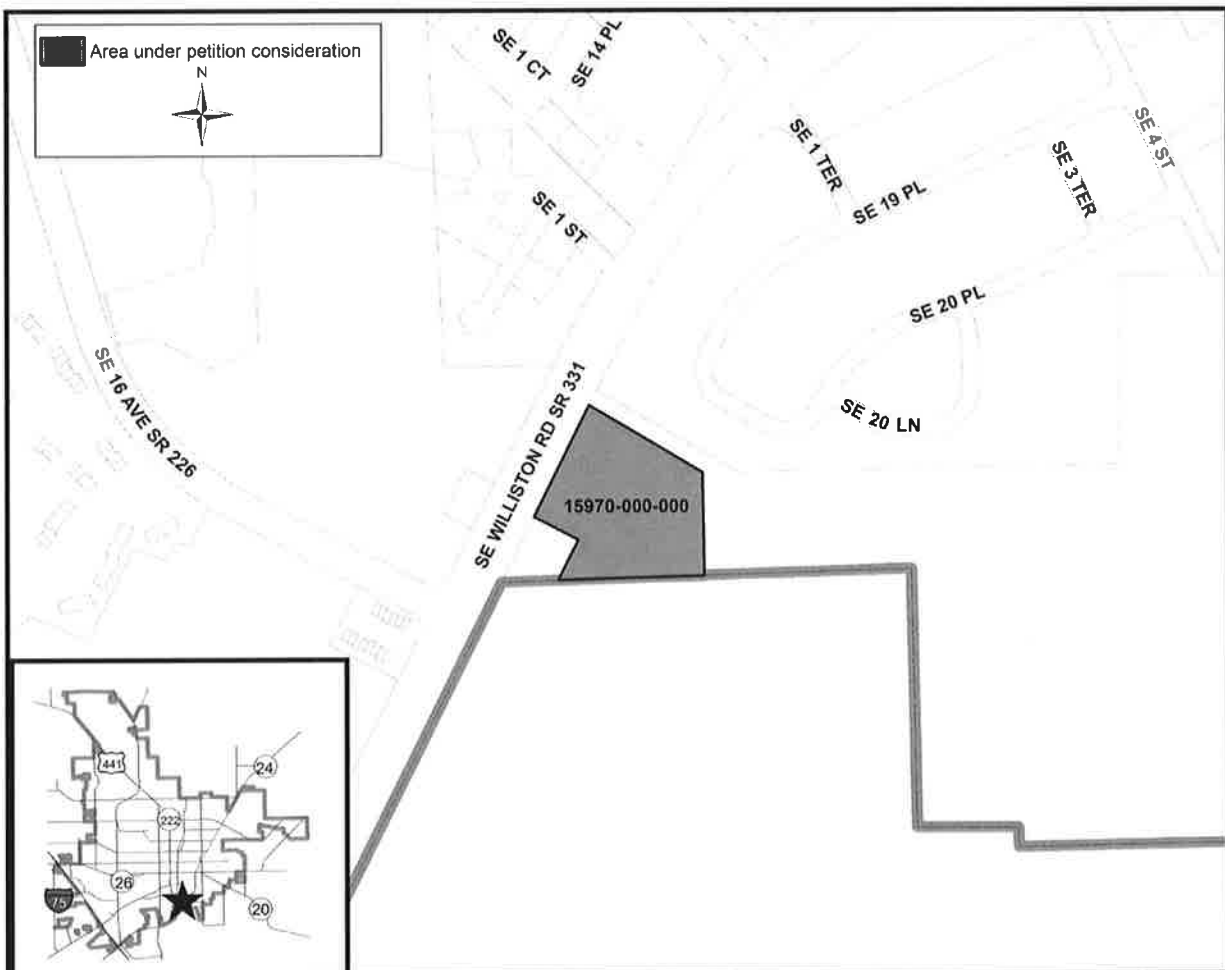 Area under petition consideration
N
SE 1 CT
SE 14 PL
SE 1 TER
SE 4 ST
SE 3 TER
SE 19 PL
SE 1 ST
SE 20 PL
SE 16 AVE SR 226
SE WILLISTON RD SR 331
SE 20 LN
15970-000-000
441
24
222
26
75
20